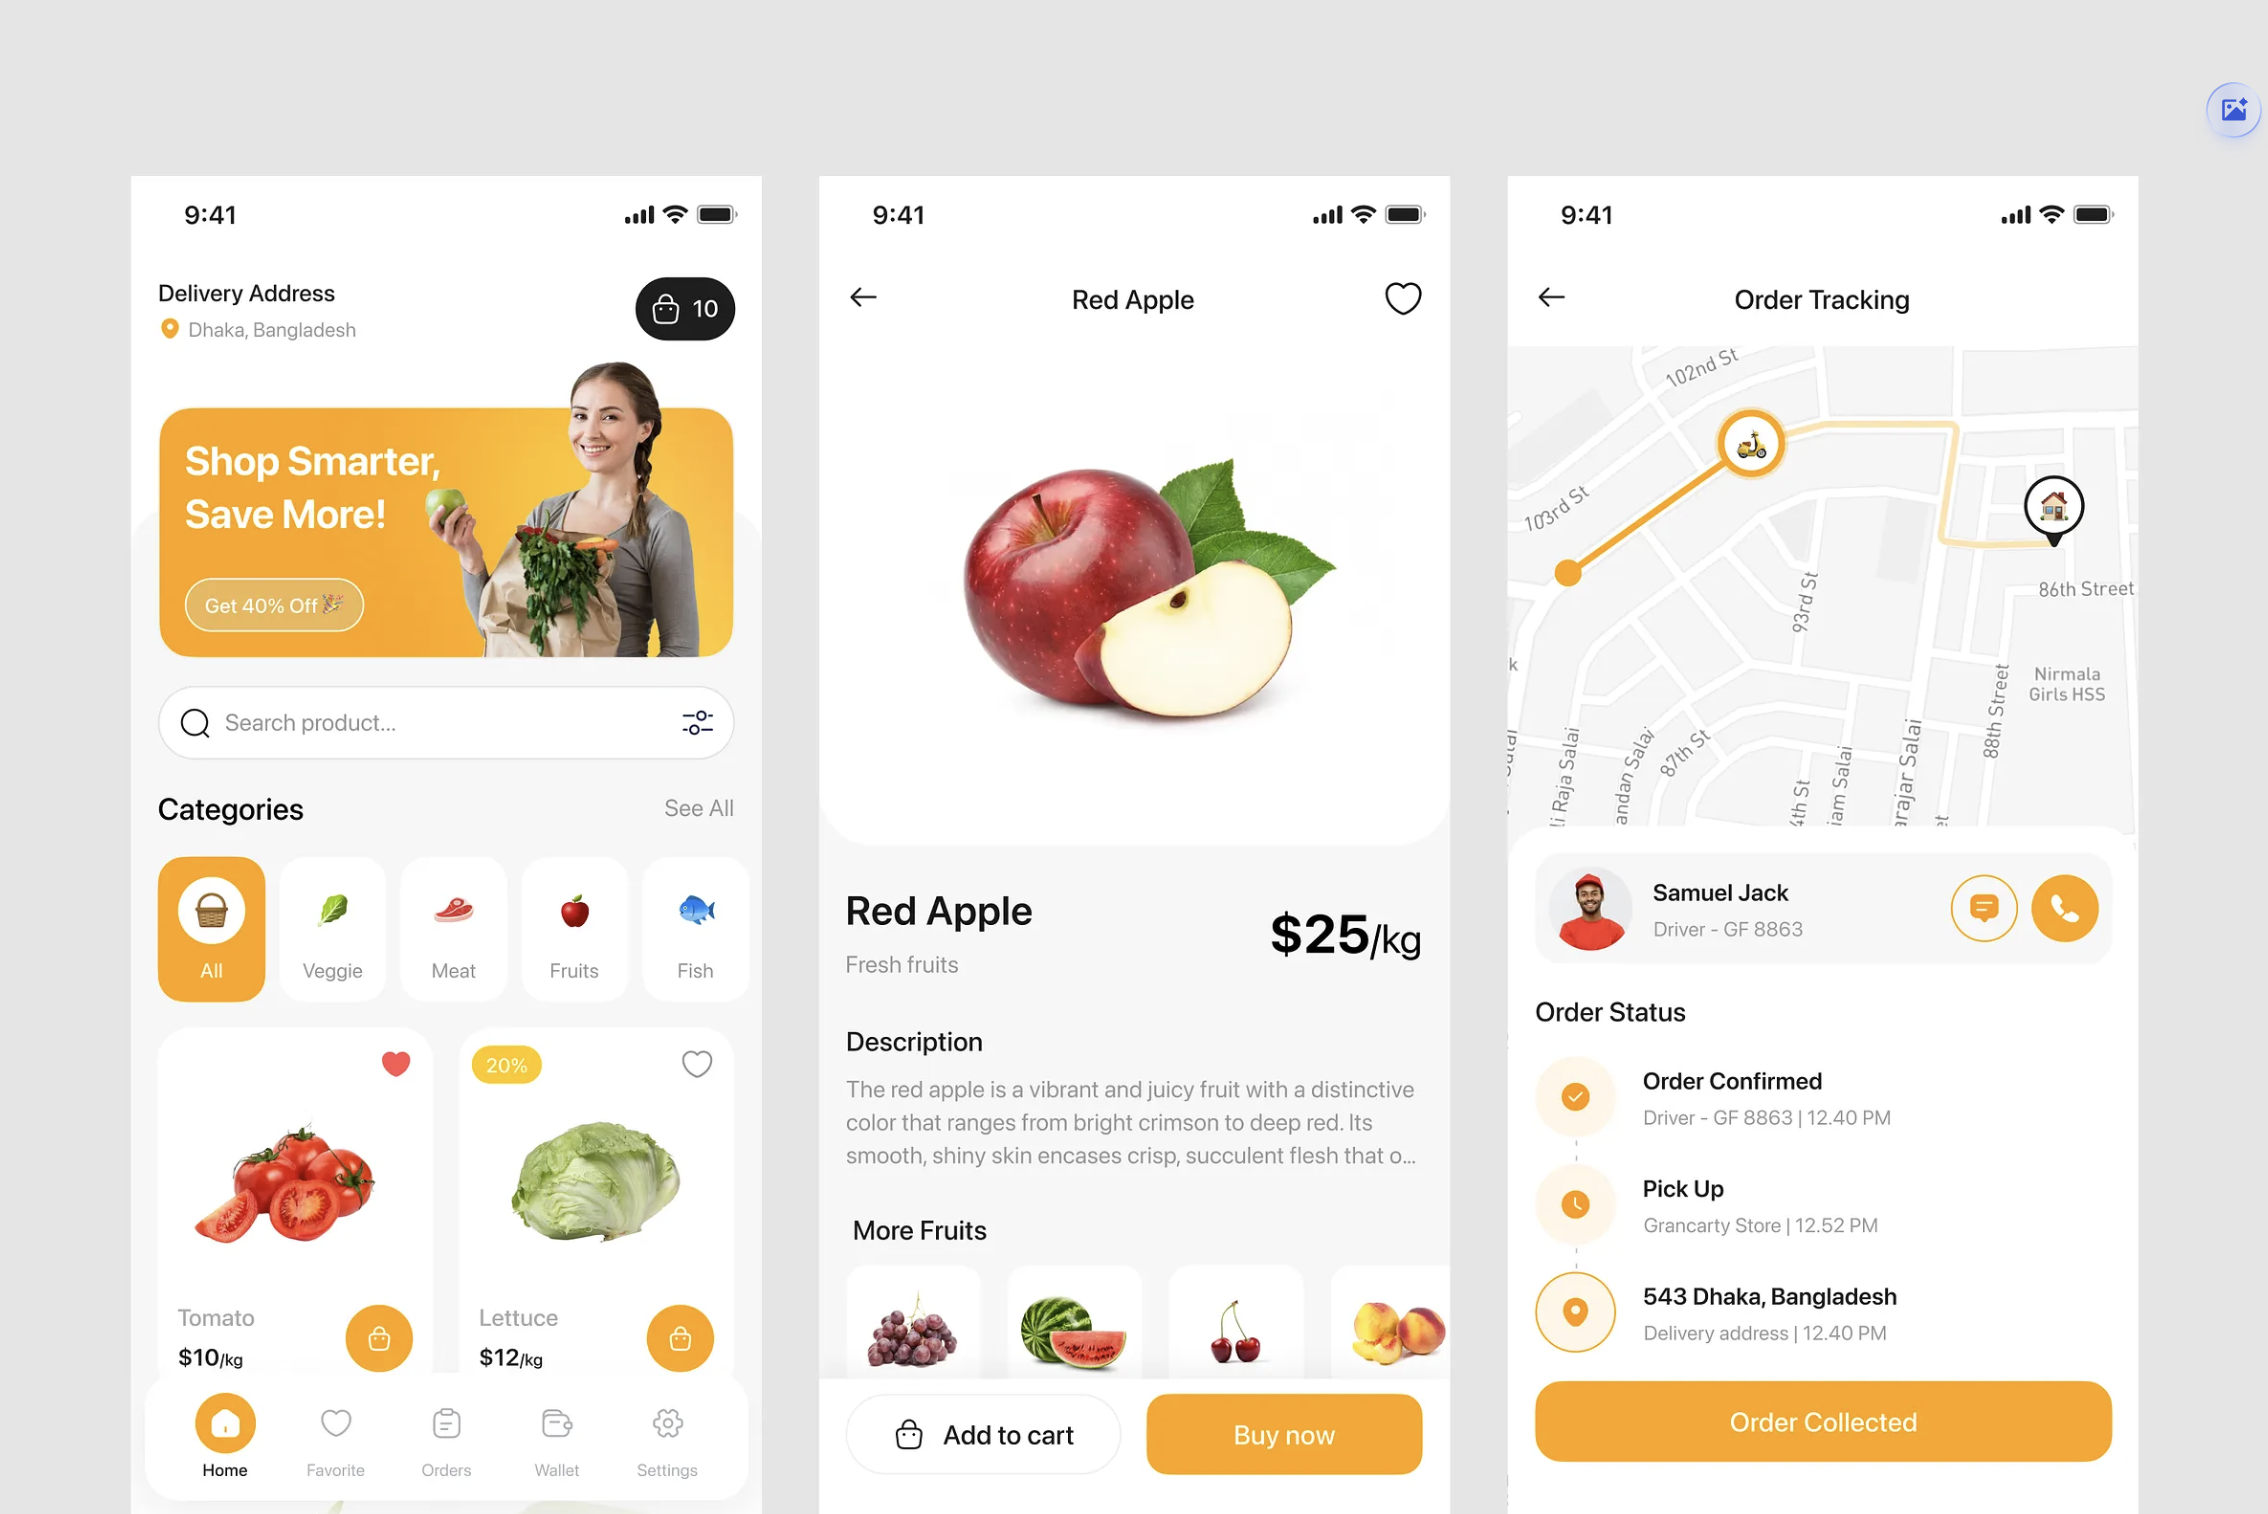 9:41
Delivery Address
Dhaka, Bangladesh
10
Shop Smarter,
Save More!
Get 40% Off
Search product...
Categories
See All
All
Veggie
Meat
Fruits
Fish
20%
Tomato
$10/kg
Lettuce
$12/kg
Home
Favorite
Orders
Wallet
Settings
9:41
Red Apple
Red Apple
$25/kg
Fresh fruits
Description
The red apple is a vibrant and juicy fruit with a distinctive
color that ranges from bright crimson to deep red. Its
smooth, shiny skin encases crisp, succulent flesh that o...
More Fruits
Add to cart
Buy now
9:41
Order Tracking
102nd St
103rd St
93rd St
86th Street
k
Nirmala
Girls HSS
88th Street
87th St
li Raja Salai
andan Salai
4th St
iam Salai
arajar Salai
et
Samuel Jack
Driver - GF 8863
Order Status
Order Confirmed
Driver - GF 8863 | 12.40 PM
Pick Up
Grancarty Store | 12.52 PM
543 Dhaka, Bangladesh
Delivery address | 12.40 PM
Order Collected